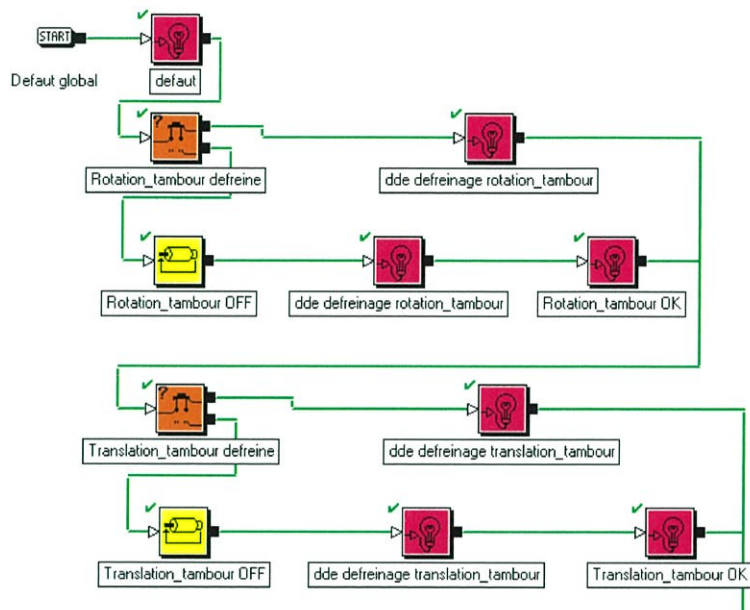 START
Defaut global
defaut
?
Rotation_tambour defreine
dde defreinage rotation_tambour
Rotation_tambour OFF
dde defreinage rotation_tambour
Rotation_tambour OK
?
Translation_tambour defreine
dde defreinage translation_tambour
Translation_tambour OFF
dde defreinage translation_tambour
Translation_tambour OK